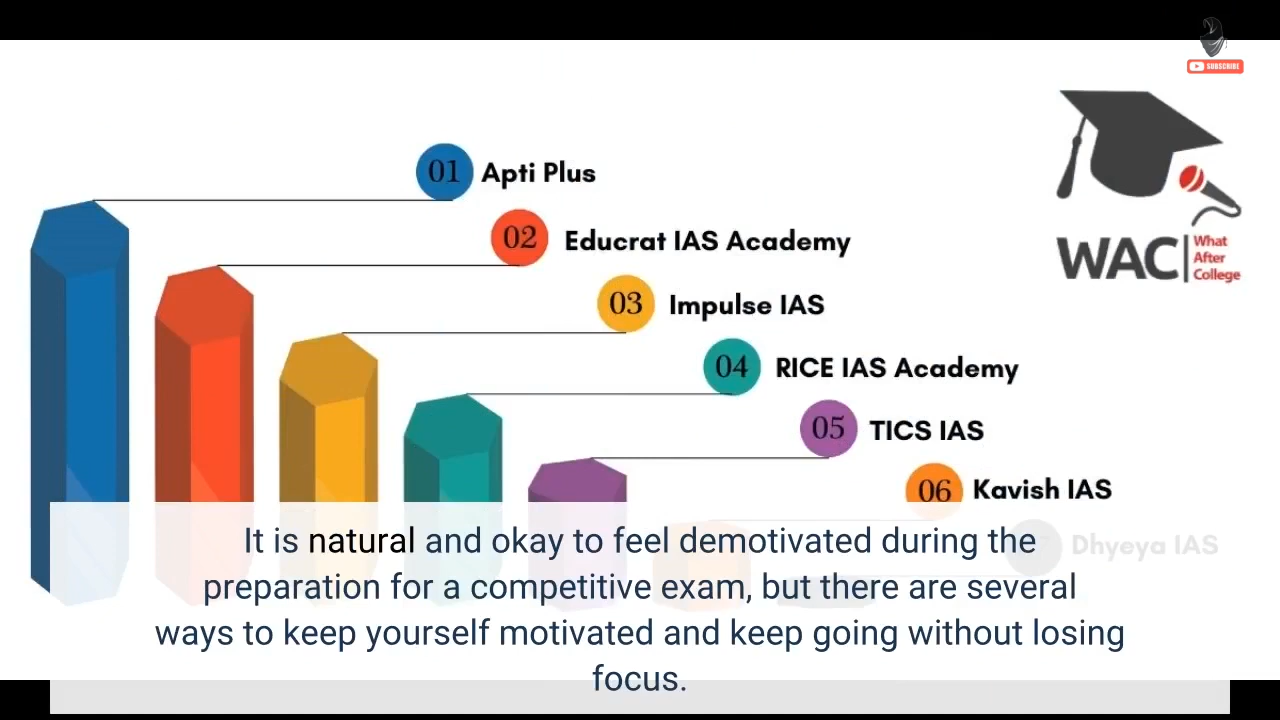 SUBSCRIBE
01 Apti Plus
02 Educrat IAS Academy
03 Impulse IAS
04 RICE IAS Academy
05 TICS IAS
06 Kavish IAS
Dhyeya IAS
WAC
What
After
College
It is natural and okay to feel demotivated during the
preparation for a competitive exam, but there are several
ways to keep yourself motivated and keep going without losing
focus.